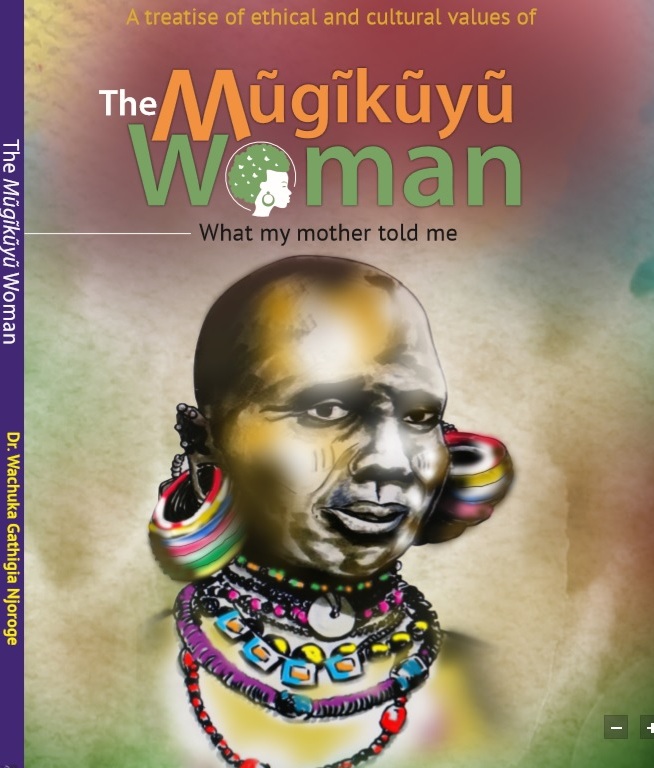 A treatise of ethical and cultural values of
The Mũgĩkũyũ
Woman
What my mother told me
The Mũgĩkũyũ Woman
Dr. Wachuka Gathigia Njoroge